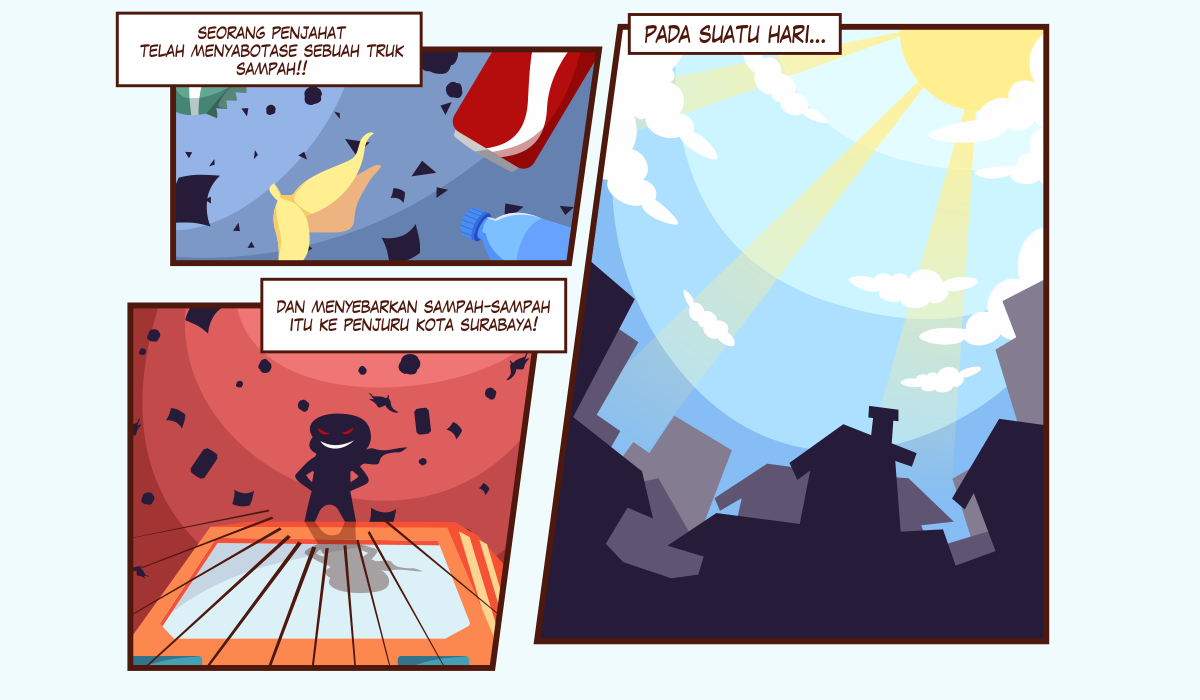 SEORANG PENJAHAT
TELAH MENYABOTASE SEBUAH TRUK
SAMPAH!!
PADA SUATU HARI...
DAN MENYEBARKAN SAMPAH-SAMPAH
ITU KE PENJURU KOTA SURABAYA!